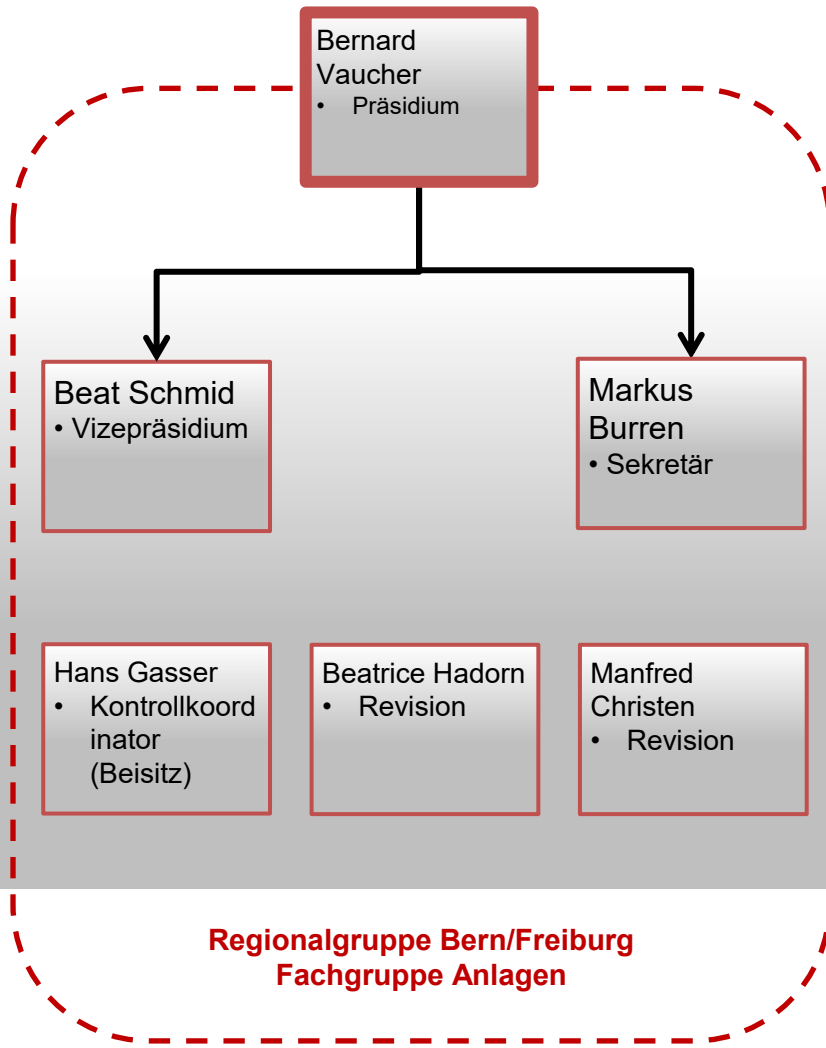 Bernard
Vaucher
• Präsidium
Beat Schmid
• Vizepräsidium
Markus
Burren
• Sekretär
Hans Gasser
• Kontrollkoord
inator
(Beisitz)
Beatrice Hadorn
• Revision
Manfred
Christen
• Revision
Regionalgruppe Bern/Freiburg
Fachgruppe Anlagen